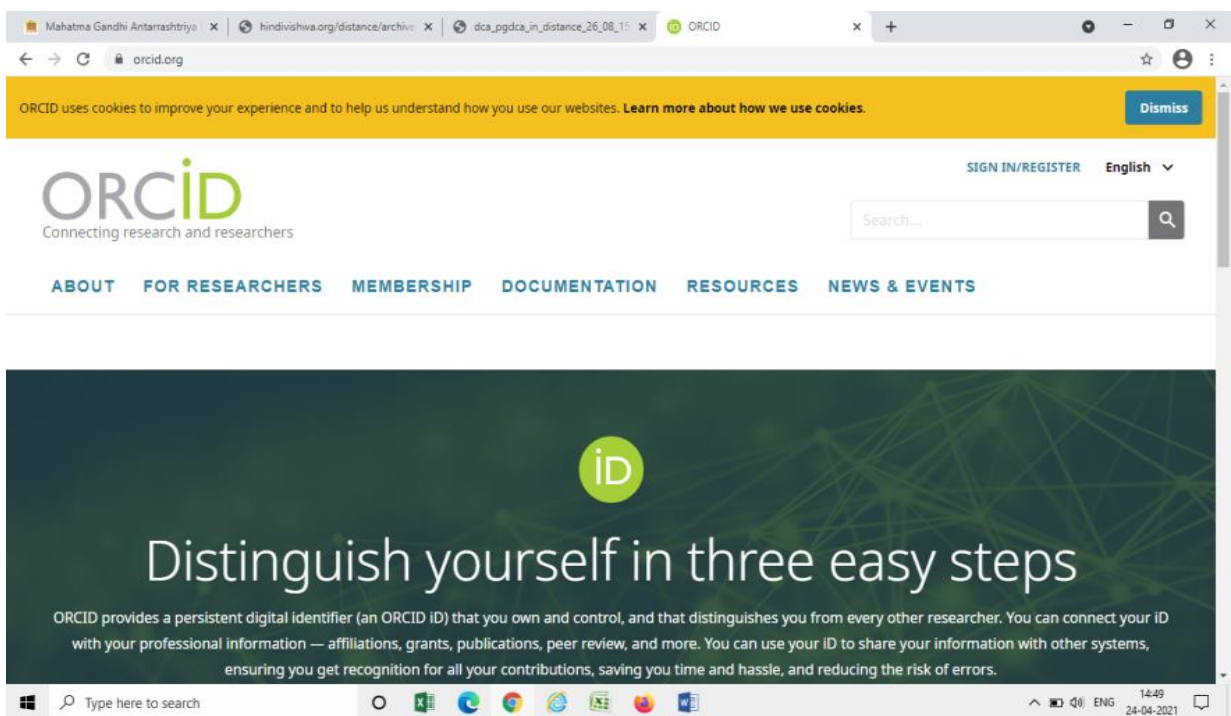 Mahatma Gandhi Antarrashtriya
hindivishwa.org/distance/archive
dca_pgdca_in_distance_26_08_15
ORCID
orcid.org
ORCID uses cookies to improve your experience and to help us understand how you use our websites. Learn more about how we use cookies.
Dismiss
SIGN IN/REGISTER English
ORCiD
Connecting research and researchers
Search...
ABOUT FOR RESEARCHERS MEMBERSHIP DOCUMENTATION RESOURCES NEWS & EVENTS
iD
Distinguish yourself in three easy steps
ORCID provides a persistent digital identifier (an ORCID iD) that you own and control, and that distinguishes you from every other researcher. You can connect your iD
with your professional information — affiliations, grants, publications, peer review, and more. You can use your iD to share your information with other systems,
ensuring you get recognition for all your contributions, saving you time and hassle, and reducing the risk of errors.
Type here to search
ENG
14:49
24-04-2021